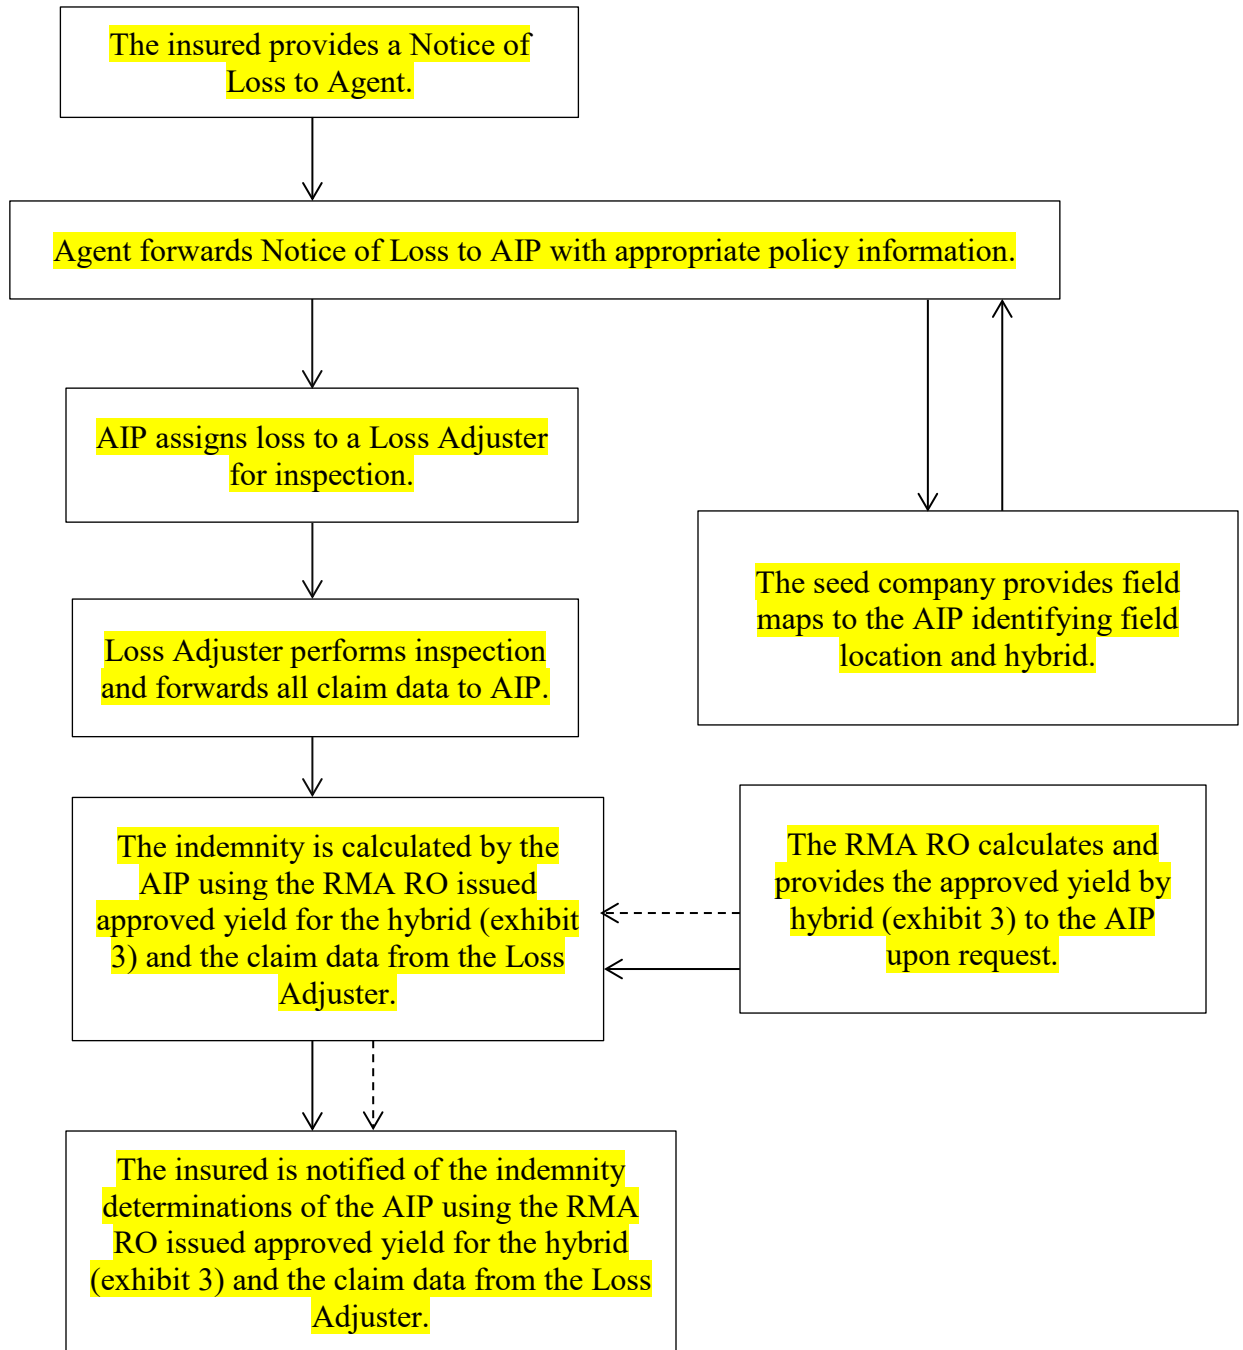 The insured provides a Notice of
Loss to Agent.
Agent forwards Notice of Loss to AIP with appropriate policy information.
AIP assigns loss to a Loss Adjuster
for inspection.
The seed company provides field
maps to the AIP identifying field
location and hybrid.
Loss Adjuster performs inspection
and forwards all claim data to AIP.
The indemnity is calculated by the
AIP using the RMA RO issued
approved yield for the hybrid (exhibit
3) and the claim data from the Loss
Adjuster.
The RMA RO calculates and
provides the approved yield by
hybrid (exhibit 3) to the AIP
upon request.
The insured is notified of the indemnity
determinations of the AIP using the RMA
RO issued approved yield for the hybrid
(exhibit 3) and the claim data from the Loss
Adjuster.